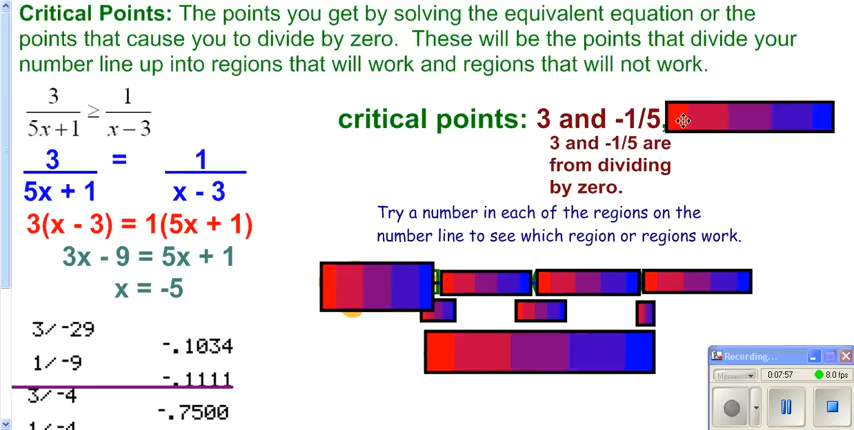 Critical Points: The points you get by solving the equivalent equation or the
points that cause you to divide by zero. These will be the points that divide your
number line up into regions that will work and regions that will not work.
3/(5x+1) ≥ 1/(x−3)
critical points: 3 and -1/5,
3 and -1/5 are
from dividing
by zero.
3/(5x + 1) = 1/(x - 3)
3(x - 3) = 1(5x + 1)
3x - 9 = 5x + 1
x = -5
Try a number in each of the regions on the
number line to see which region or regions work.
3/-29
-.1034
1/-9
-.1111
3/-4
-.7500
Recording...
0:07:57
8.0 fps